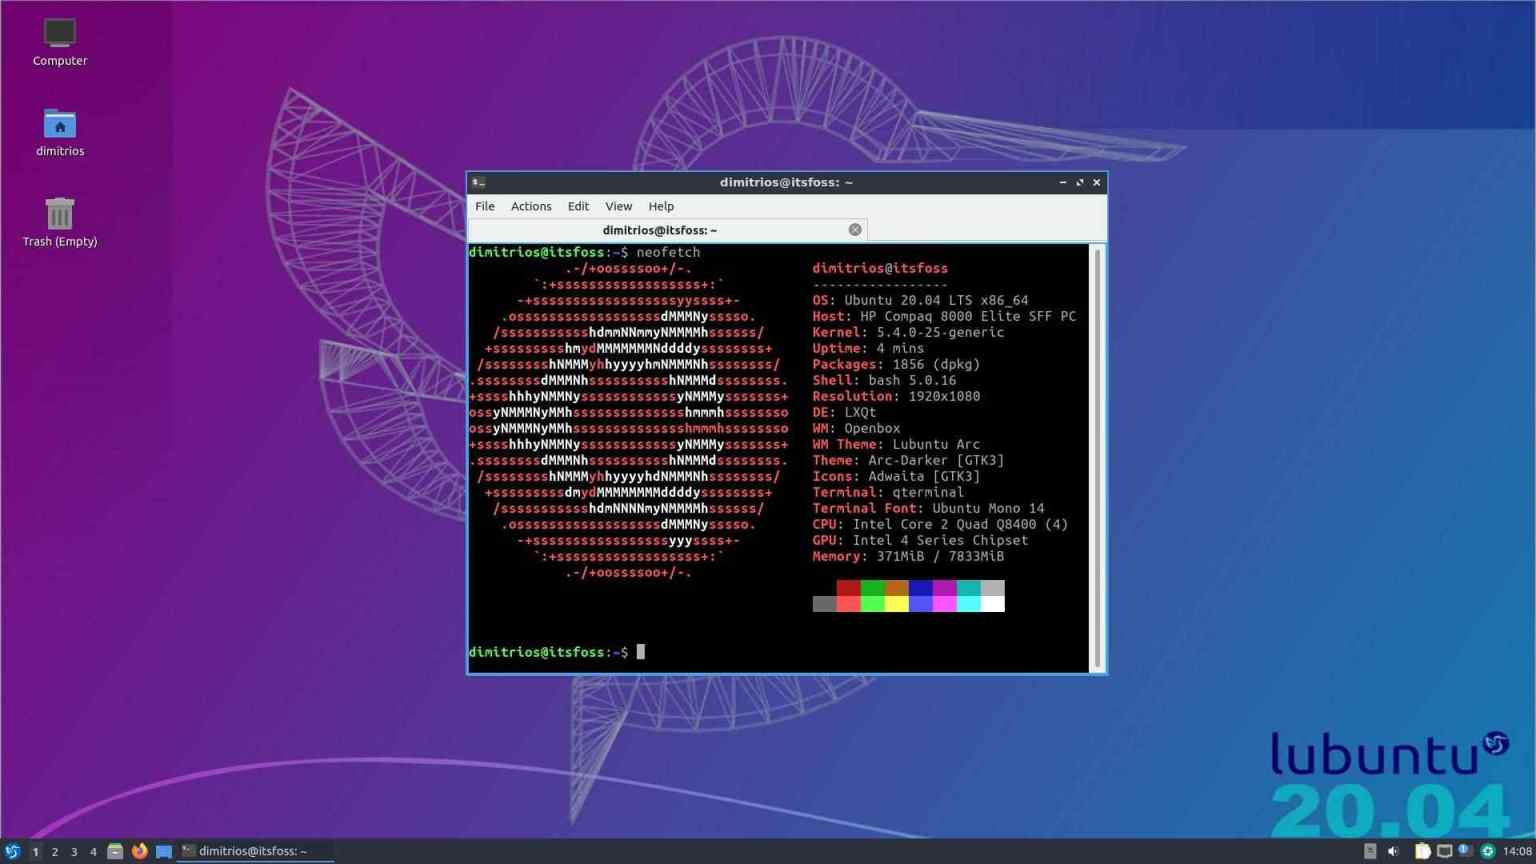 Computer
dimitrios
Trash (Empty)
dimitrios@itsfoss: ~
File Actions Edit View Help
dimitrios@itsfoss: ~
dimitrios@itsfoss:~$ neofetch
.-/+oossssoo+/-.
`:+ssssssssssssssssss+:`
-+ssssssssssssssssssyyssss+-
.ossssssssssssssssssdMMMNysssso.
/ssssssssssshdmmNNmmyNMMMMhssssss/
+ssssssssshmydMMMMMMMNddddyssssssss+
/sssssssshNMMMyhhyyyyhmNMMMNhssssssss/
.ssssssssdMMMNhsssssssssshNMMMdssssssss.
+sssshhhyNMMNyssssssssssssyNMMMysssssss+
ossyNMMMNyMMhsssssssssssssshmmmhssssssso
ossyNMMMNyMMhsssssssssssssshmmmhssssssso
+sssshhhyNMMNyssssssssssssyNMMMysssssss+
.ssssssssdMMMNhsssssssssshNMMMdssssssss.
/sssssssshNMMMyhhyyyyhdNMMMNhssssssss/
+sssssssssdmydMMMMMMMMddddyssssssss+
/ssssssssssshdmNNNNmyNMMMMhssssss/
.ossssssssssssssssssdMMMNysssso.
-+sssssssssssssssssyyyssss+-
`:+ssssssssssssssssss+:`
.-/+oossssoo+/-.
dimitrios@itsfoss
-----------------
OS: Ubuntu 20.04 LTS x86_64
Host: HP Compaq 8000 Elite SFF PC
Kernel: 5.4.0-25-generic
Uptime: 4 mins
Packages: 1856 (dpkg)
Shell: bash 5.0.16
Resolution: 1920x1080
DE: LXQt
WM: Openbox
WM Theme: Lubuntu Arc
Theme: Arc-Darker [GTK3]
Icons: Adwaita [GTK3]
Terminal: qterminal
Terminal Font: Ubuntu Mono 14
CPU: Intel Core 2 Quad Q8400 (4)
GPU: Intel 4 Series Chipset
Memory: 371MiB / 7833MiB
dimitrios@itsfoss:~$
lubuntu
20.04
1 2 3 4 dimitrios@itsfoss: ~ 14:08